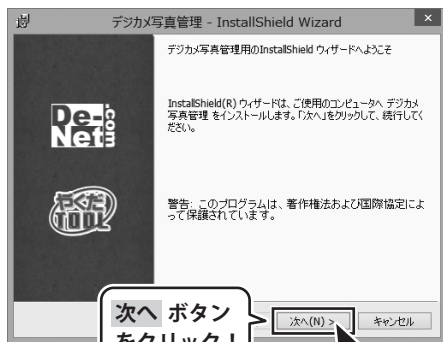 デジカメ写真管理 - InstallShield Wizard
デジカメ写真管理用のInstallShield ウィザードへようこそ
InstallShield(R) ウィザードは、ご使用のコンピュータへ デジカメ
写真管理 をインストールします。「次へ」をクリックして、続行してく
ださい。
De-
Net
.com
やくだち
TOOL
警告: このプログラムは、著作権法および国際協定によ
って保護されています。
次へ ボタン
をクリック!
次へ(N) >
キャンセル